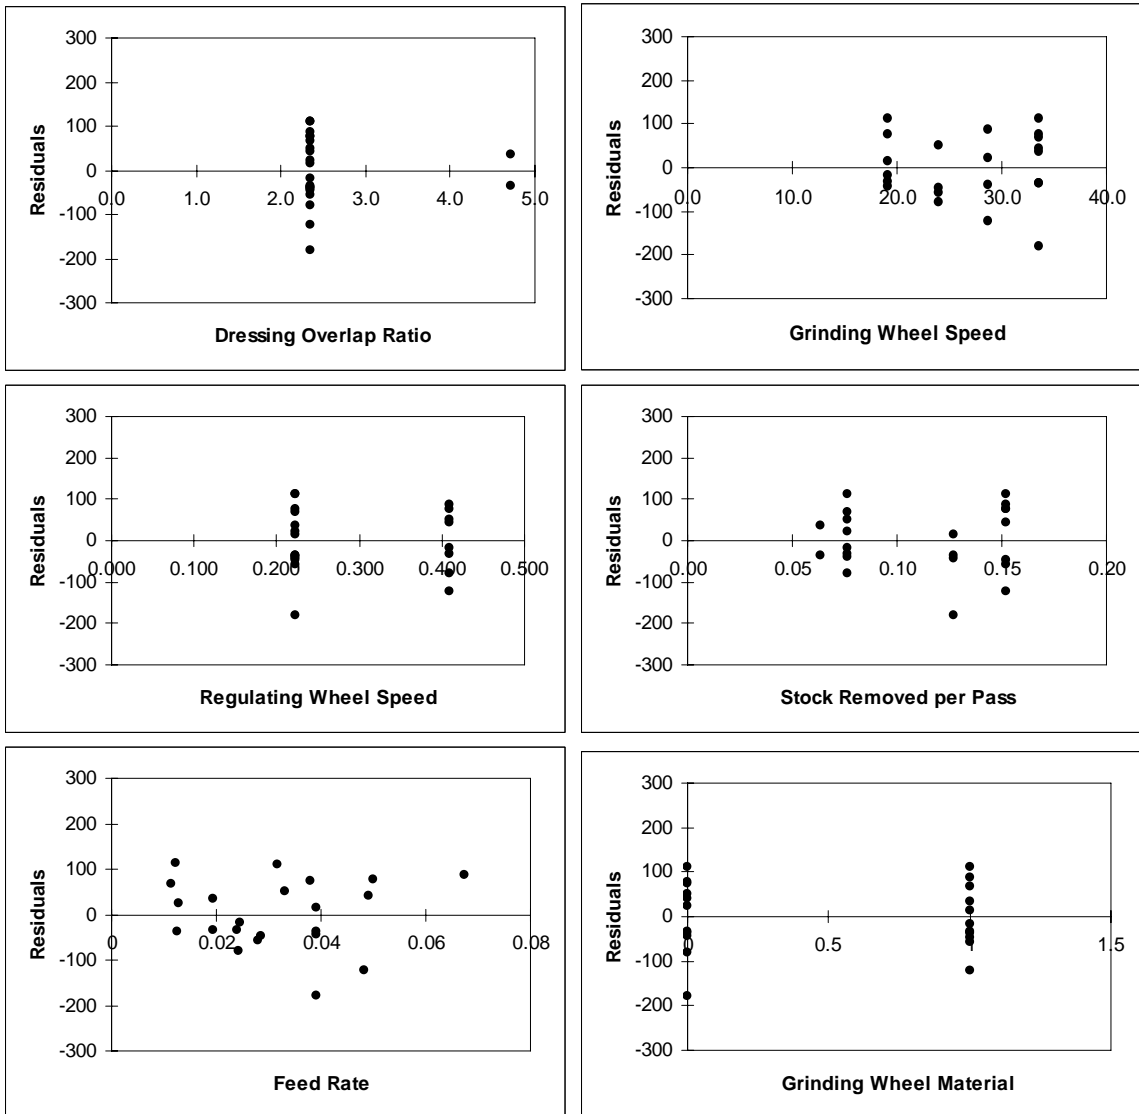 300
200
100
0
-100
-200
-300
Residuals
0.0 1.0 2.0 3.0 4.0 5.0
Dressing Overlap Ratio
300
200
100
0
-100
-200
-300
Residuals
0.0 10.0 20.0 30.0 40.0
Grinding Wheel Speed
300
200
100
0
-100
-200
-300
Residuals
0.000 0.100 0.200 0.300 0.400 0.500
Regulating Wheel Speed
300
200
100
0
-100
-200
-300
Residuals
0.00 0.05 0.10 0.15 0.20
Stock Removed per Pass
300
200
100
0
-100
-200
-300
Residuals
0 0.02 0.04 0.06 0.08
Feed Rate
300
200
100
0
-100
-200
-300
Residuals
0 0.5 1 1.5
Grinding Wheel Material